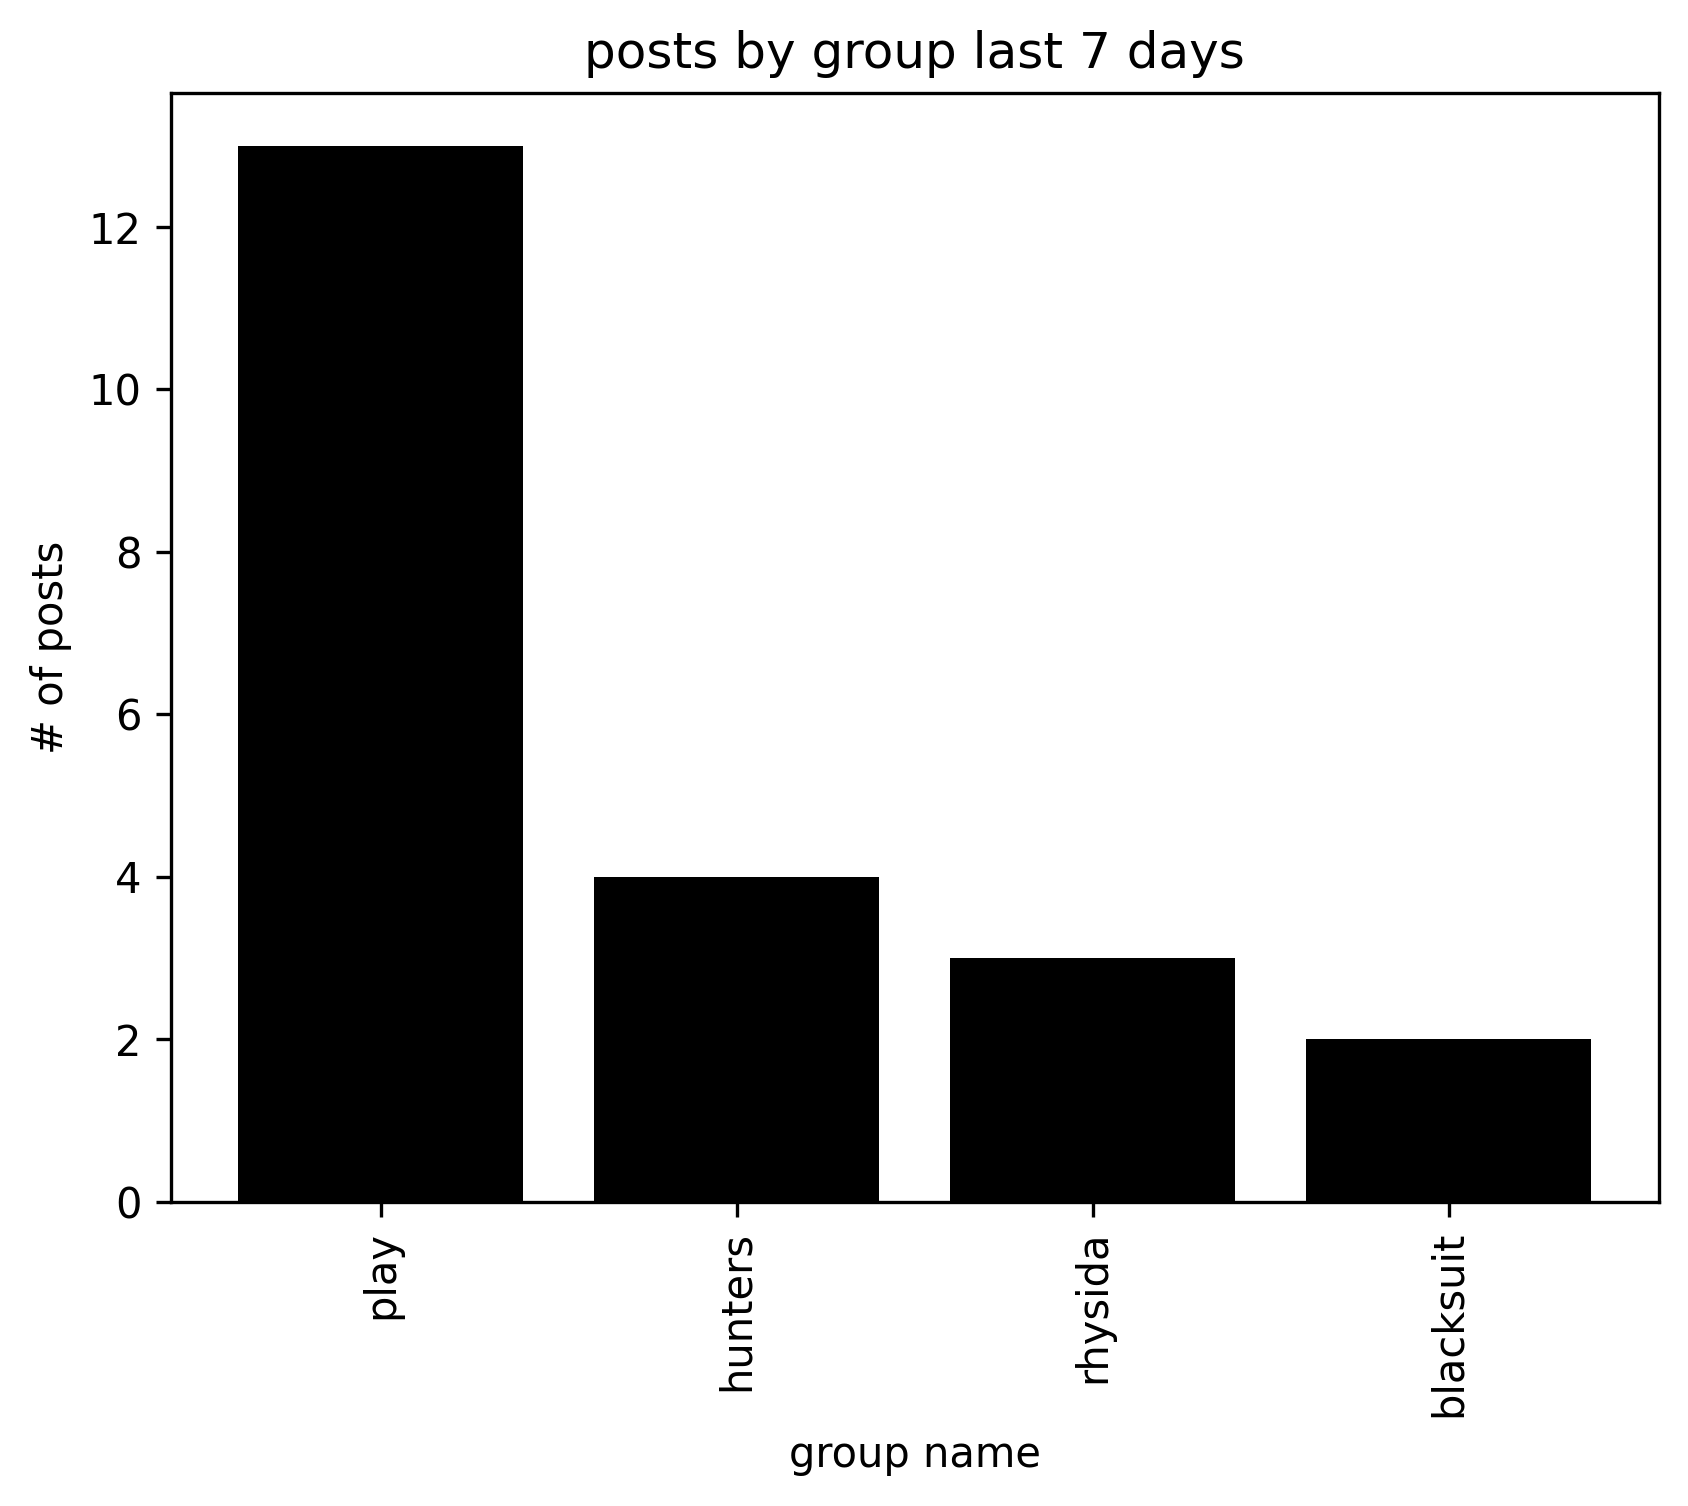 posts by group last 7 days
# of posts
12
10
8
6
4
2
0
play
hunters
rhysida
blacksuit
group name